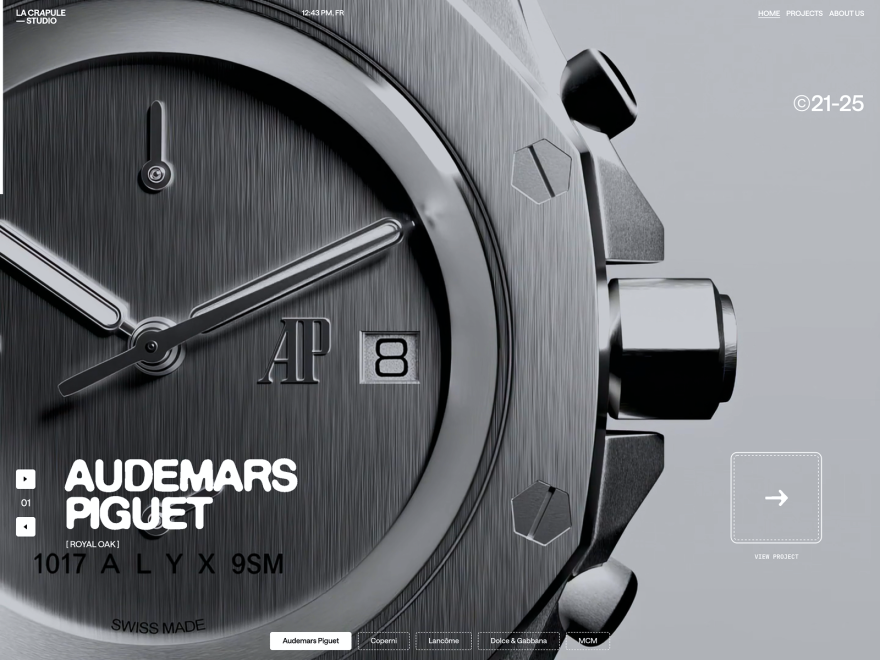 LA CRAPULE
— STUDIO
12:43 PM, FR
HOME PROJECTS ABOUT US
©21-25
AP
8
AUDEMARS
PIGUET
01
[ ROYAL OAK ]
1017 A L Y X 9SM
SWISS MADE
VIEN PROJECT
Audemars Piguet
Coperni
Lancôme
Dolce & Gabbana
MCM